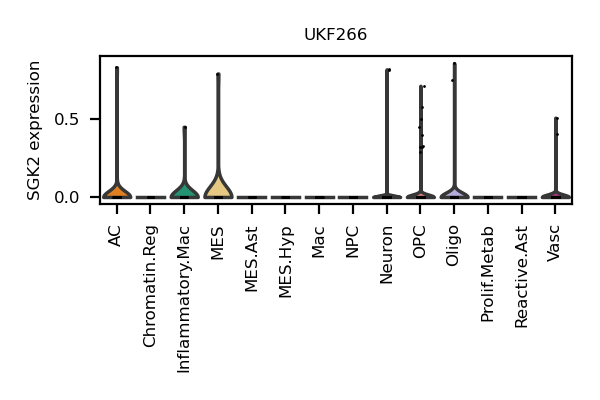 UKF266
SGK2 expression
0.5
0.0
AC
Chromatin.Reg
Inflammatory.Mac
MES
MES.Ast
MES.Hyp
Mac
NPC
Neuron
OPC
Oligo
Prolif.Metab
Reactive.Ast
Vasc